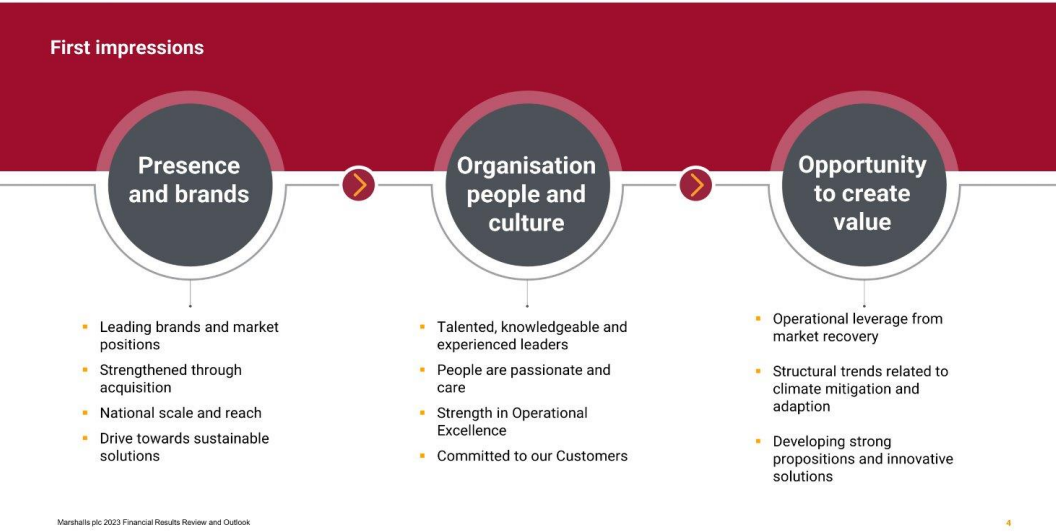 First impressions
Presence
and brands
Organisation
people and
culture
Opportunity
to create
value
Leading brands and market
positions
Strengthened through
acquisition
National scale and reach
Drive towards sustainable
solutions
Talented, knowledgeable and
experienced leaders
People are passionate and
care
Strength in Operational
Excellence
Committed to our Customers
Operational leverage from
market recovery
Structural trends related to
climate mitigation and
adaption
Developing strong
propositions and innovative
solutions
Marshalls plc 2023 Financial Results Review and Outlook
4